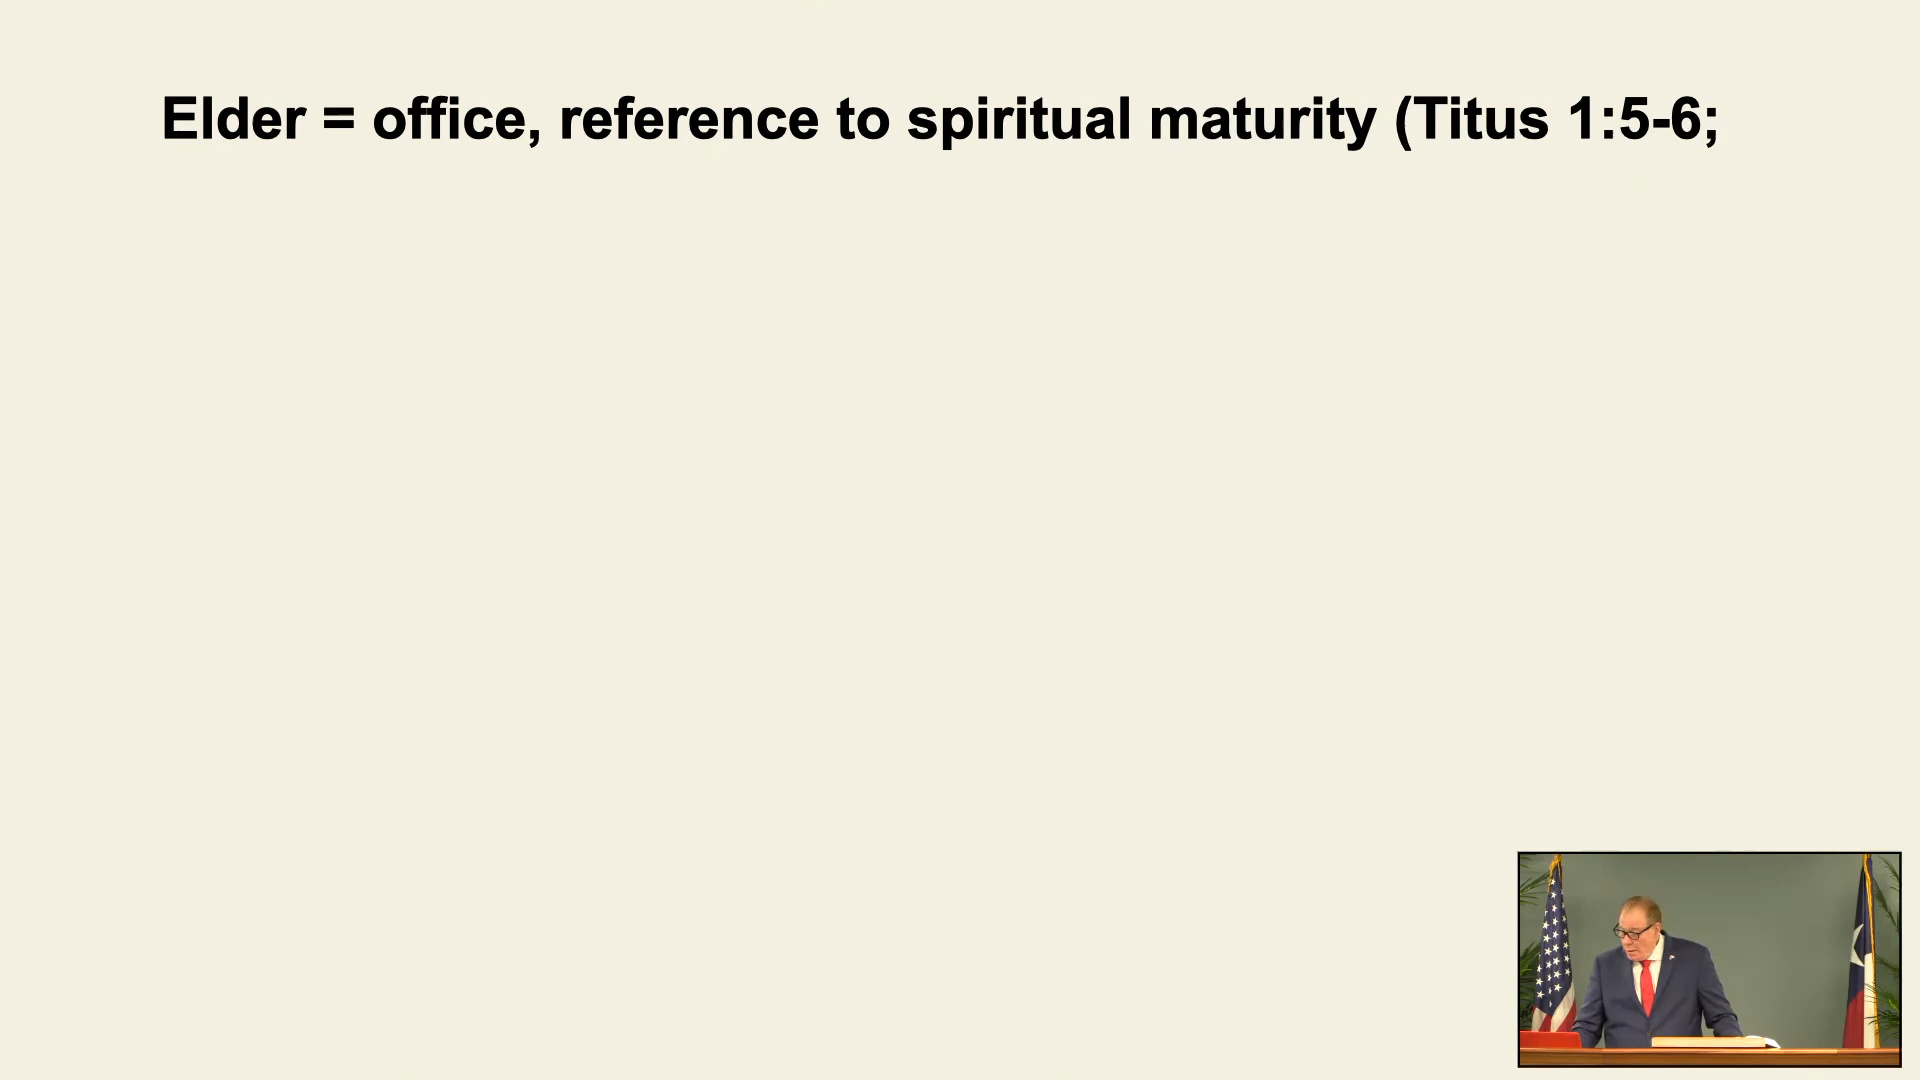 Elder = office, reference to spiritual maturity (Titus 1:5-6;